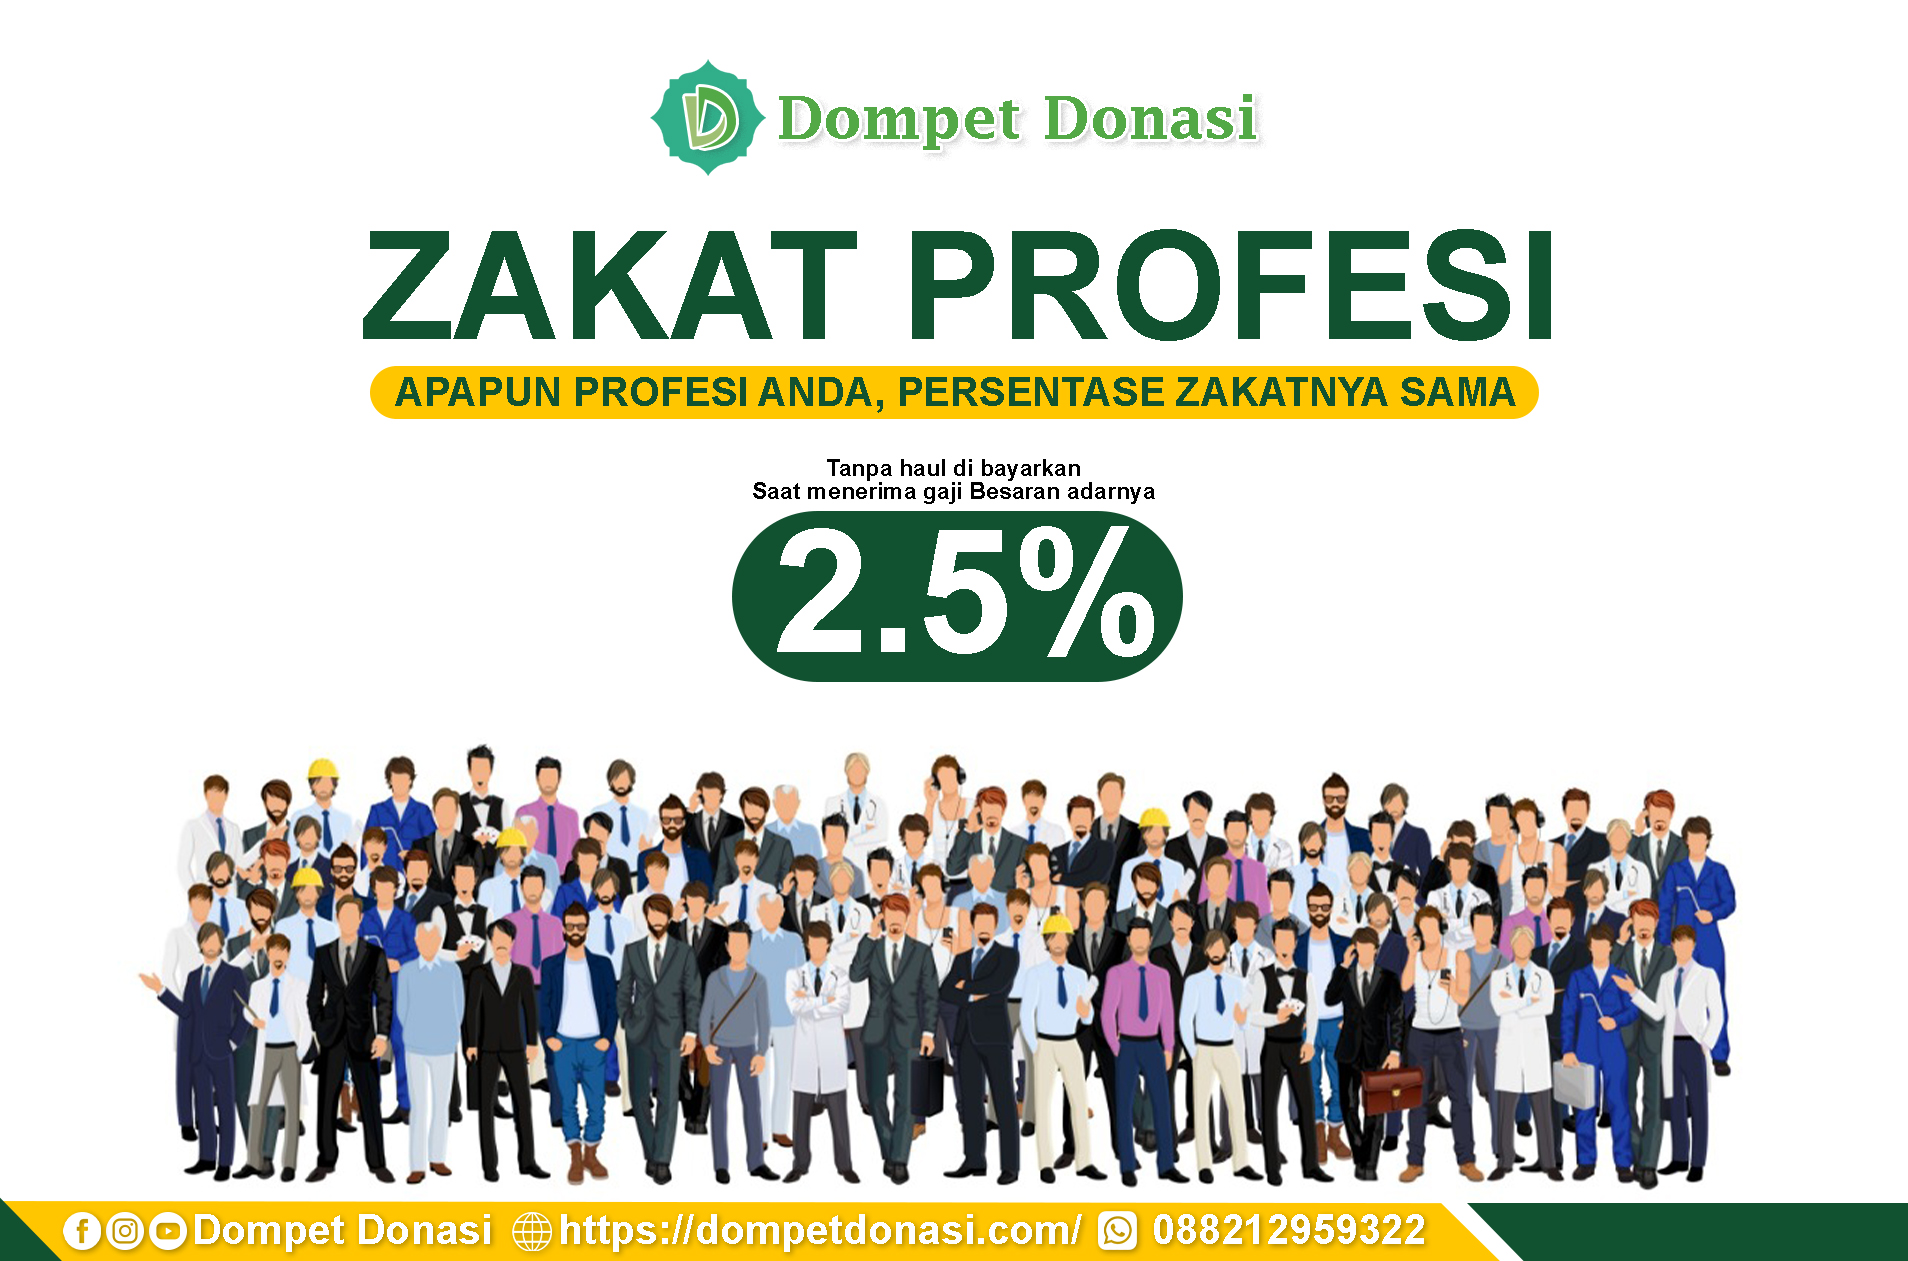 Dompet Donasi
ZAKAT PROFESI
APAPUN PROFESI ANDA, PERSENTASE ZAKATNYA SAMA
Tanpa haul di bayarkan
Saat menerima gaji Besaran adarnya
2.5%
Dompet Donasi https://dompetdonasi.com/ 088212959322